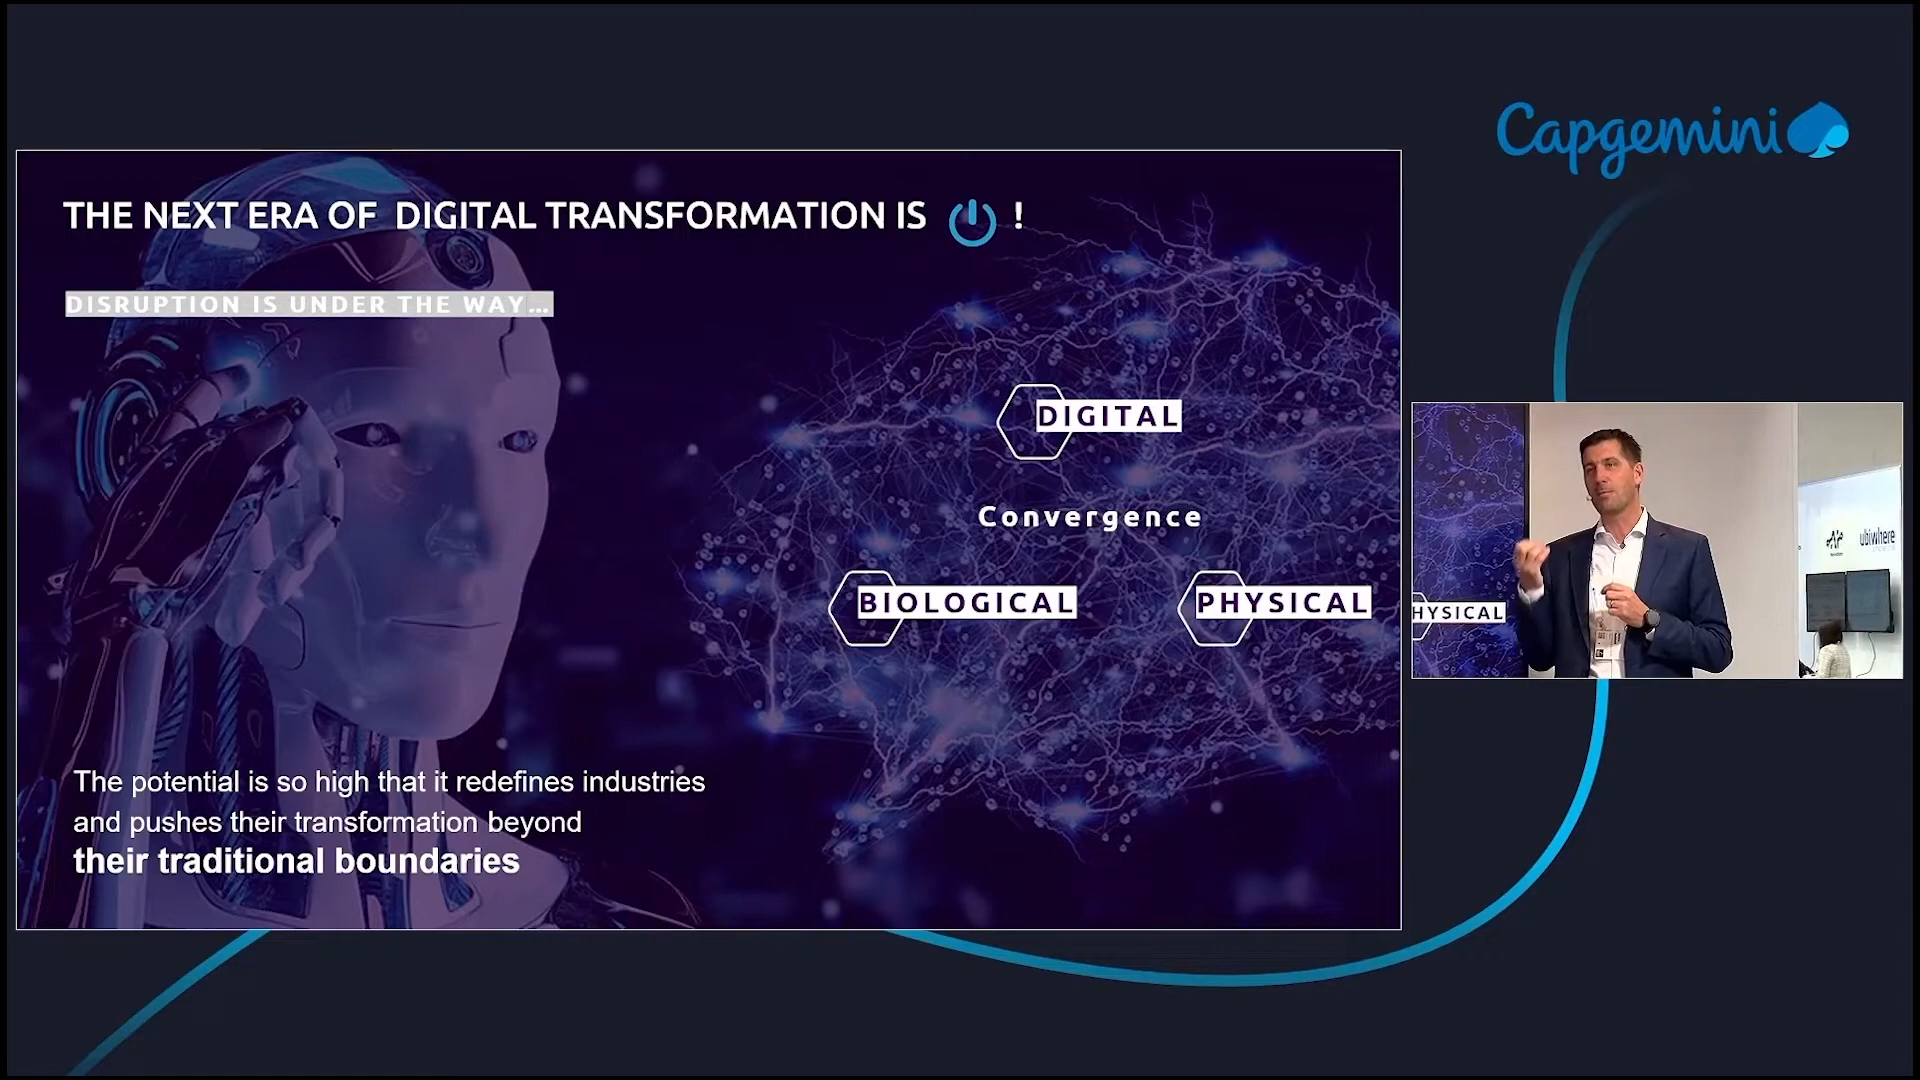 Capgemini
THE NEXT ERA OF DIGITAL TRANSFORMATION IS !
DISRUPTION IS UNDER THE WAY...
DIGITAL
Convergence
BIOLOGICAL
PHYSICAL
The potential is so high that it redefines industries
and pushes their transformation beyond
their traditional boundaries
HYSICAL
ubiwhere